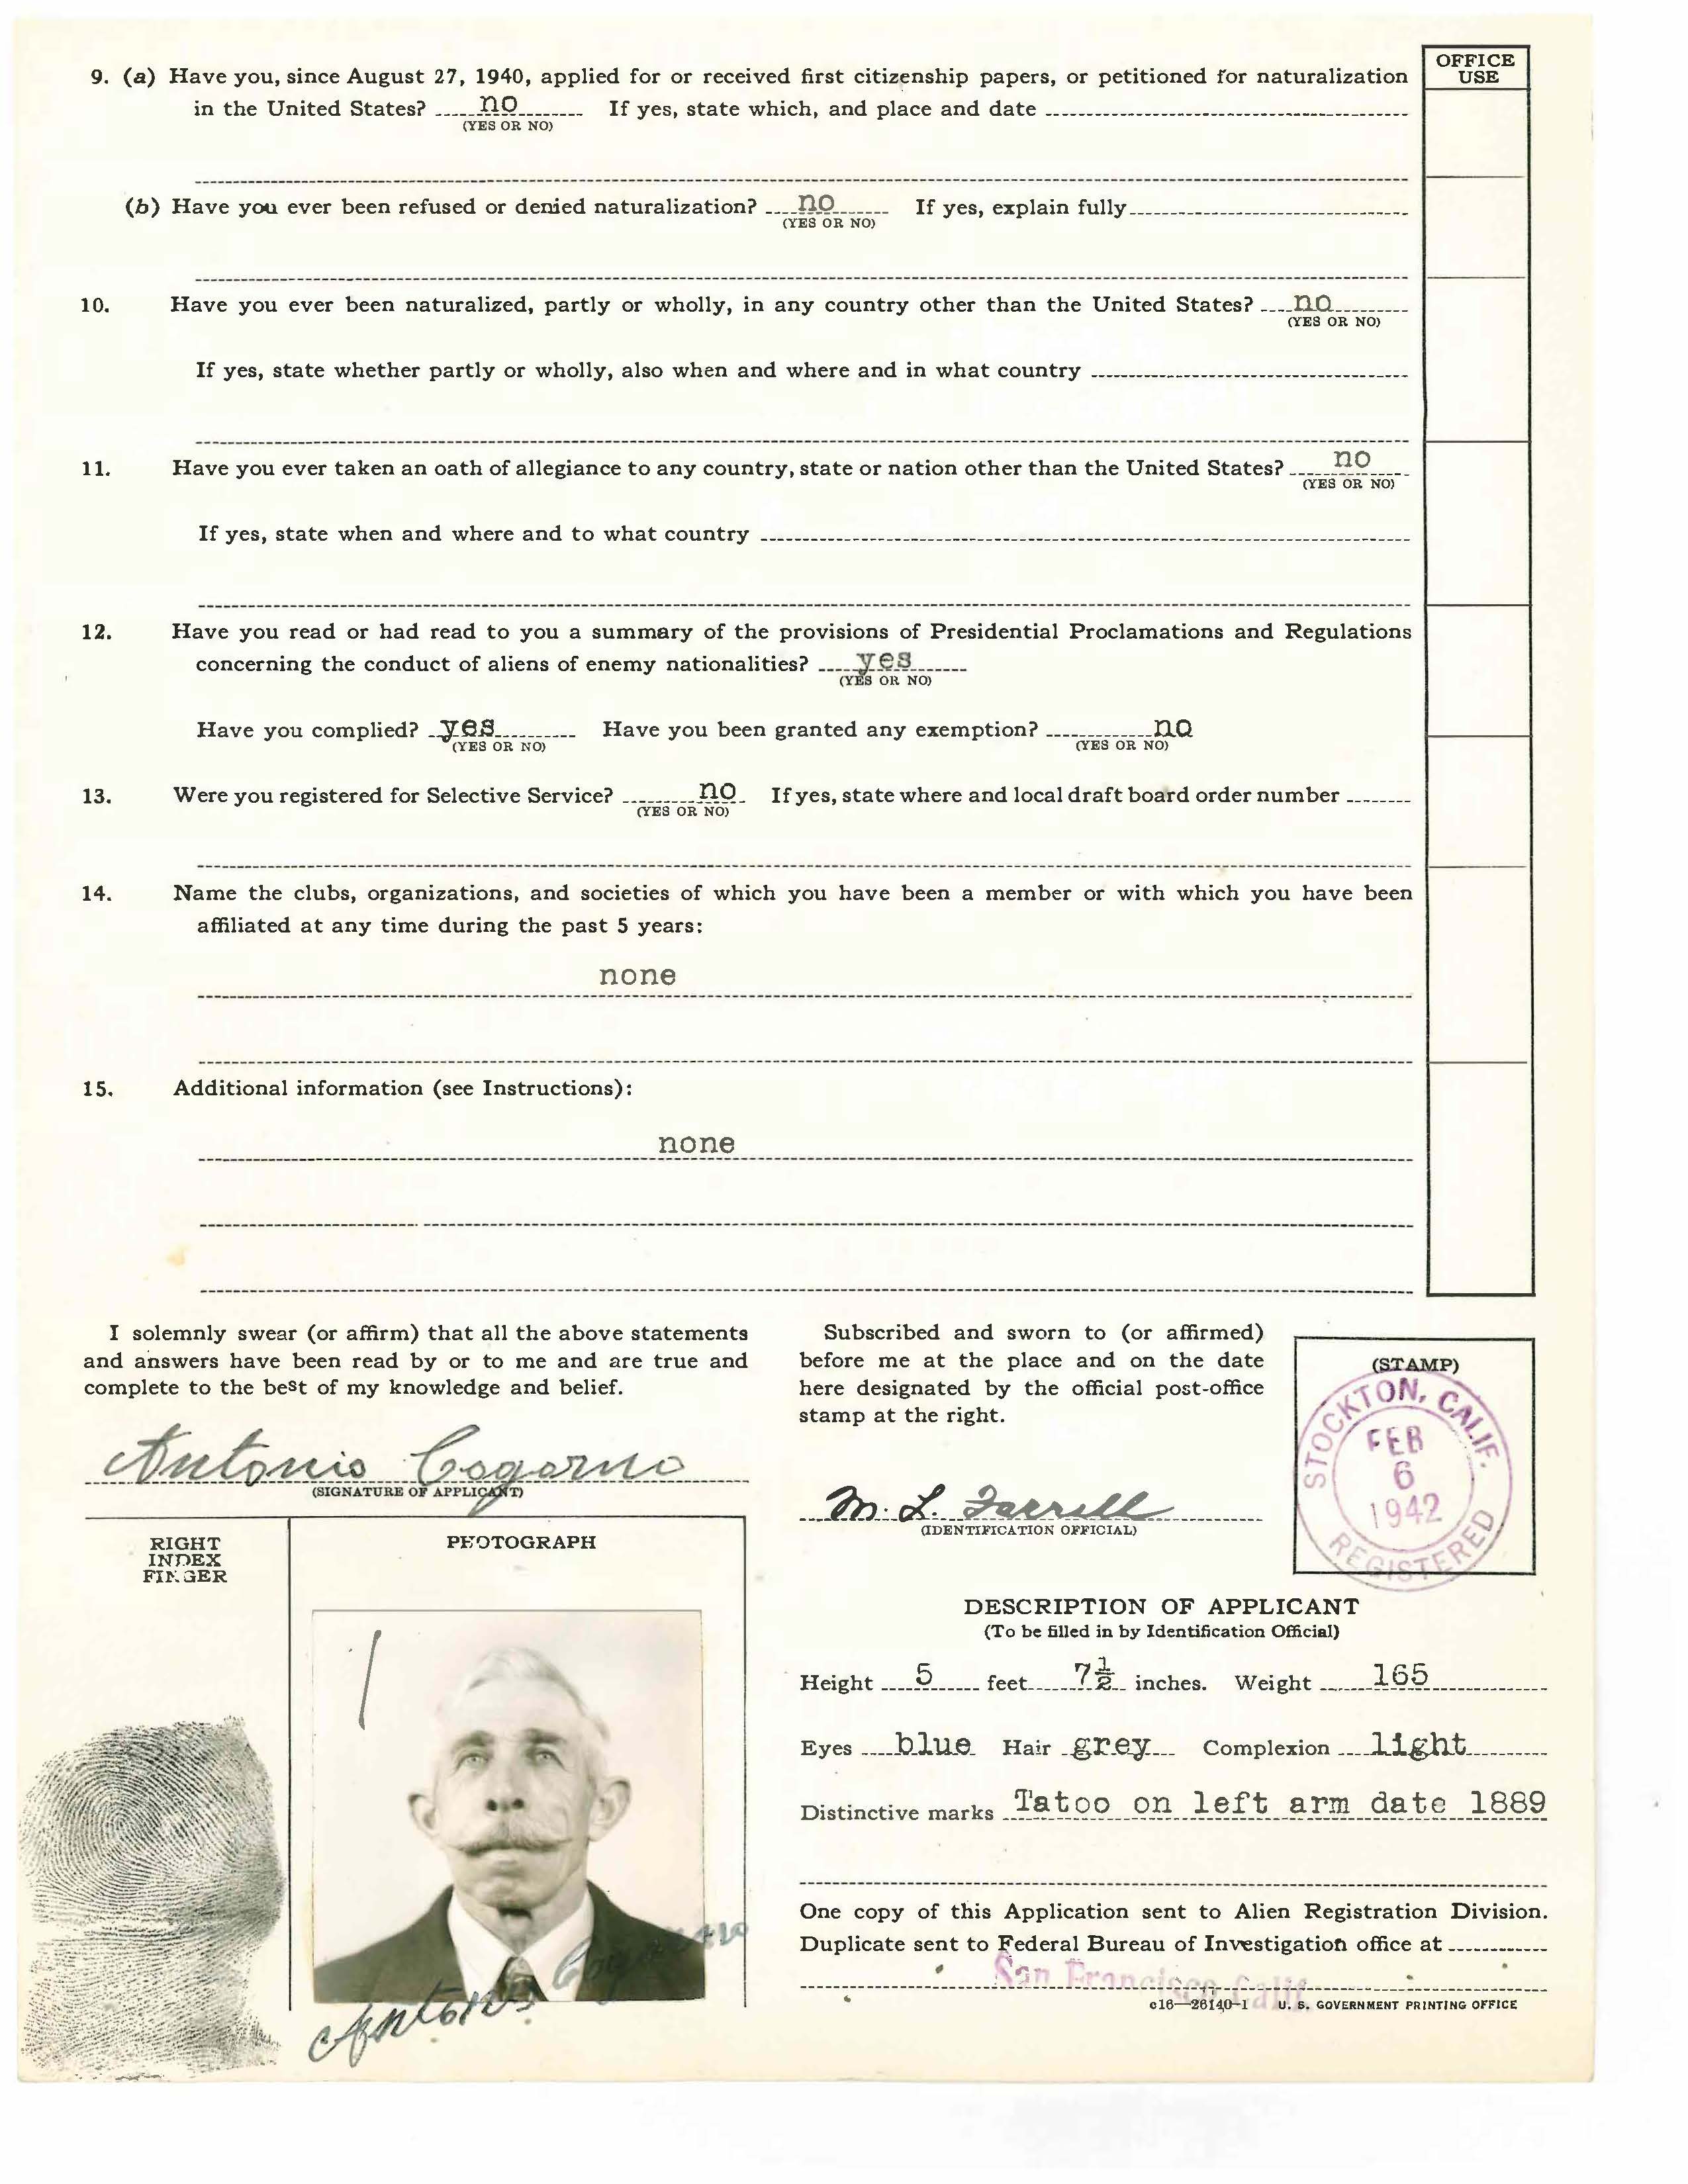 OFFICE
USE
9. (a) Have you, since August 27, 1940, applied for or received first citizenship papers, or petitioned for naturalization
in the United States? no If yes, state which, and place and date
(YES OR NO)
(b) Have you ever been refused or denied naturalization? no If yes, explain fully
(YES OR NO)
10. Have you ever been naturalized, partly or wholly, in any country other than the United States? no
(YES OR NO)
If yes, state whether partly or wholly, also when and where and in what country
11. Have you ever taken an oath of allegiance to any country, state or nation other than the United States? no
(YES OR NO)
If yes, state when and where and to what country
12. Have you read or had read to you a summary of the provisions of Presidential Proclamations and Regulations
concerning the conduct of aliens of enemy nationalities? yes
(YES OR NO)
Have you complied? yes Have you been granted any exemption? no
(YES OR NO) (YES OR NO)
13. Were you registered for Selective Service? no If yes, state where and local draft board order number
(YES OR NO)
14. Name the clubs, organizations, and societies of which you have been a member or with which you have been
affiliated at any time during the past 5 years:
none
15. Additional information (see Instructions):
none
I solemnly swear (or affirm) that all the above statements
and answers have been read by or to me and are true and
complete to the best of my knowledge and belief.
Antonio Cogorno
(SIGNATURE OF APPLICANT)
Subscribed and sworn to (or affirmed)
before me at the place and on the date
here designated by the official post-office
stamp at the right.
M. L. Farrell
(IDENTIFICATION OFFICIAL)
(STAMP)
STOCKTON, CALIF.
FEB
6
1942
REGISTERED
RIGHT
INDEX
FINGER
PHOTOGRAPH
Antonio Cogorno
DESCRIPTION OF APPLICANT
(To be filled in by Identification Official)
Height 5 feet 7½ inches. Weight 165
Eyes blue Hair grey Complexion light
Distinctive marks Tatoo on left arm date 1889
One copy of this Application sent to Alien Registration Division.
Duplicate sent to Federal Bureau of Investigation office at
San Francisco Calif.
c16—26140-1 U. S. GOVERNMENT PRINTING OFFICE